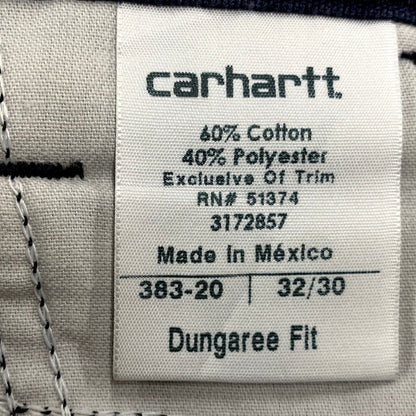 carhartt
60% Cotton
40% Polyester
Exclusive Of Trim
RN# 51374
3172857
Made in México
383-20 32/30
Dungaree Fit